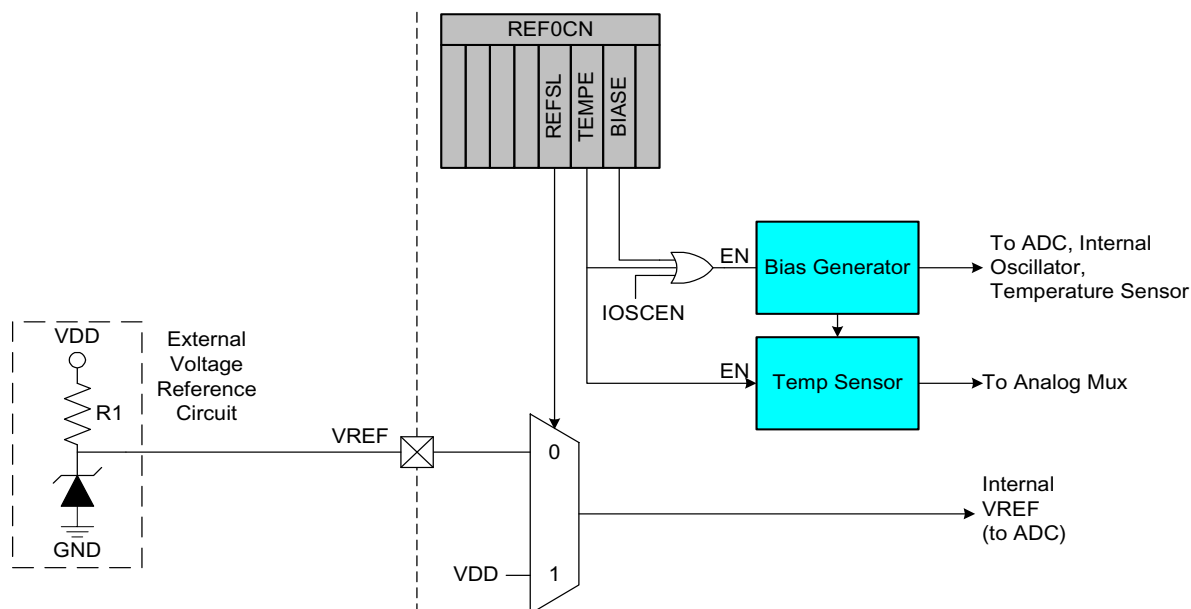 REF0CN
REFSL
TEMPE
BIASE
EN
Bias Generator
To ADC, Internal
Oscillator,
Temperature Sensor
IOSCEN
VDD
External
Voltage
Reference
Circuit
R1
EN
Temp Sensor
To Analog Mux
VREF
0
Internal
VREF
(to ADC)
GND
VDD
1